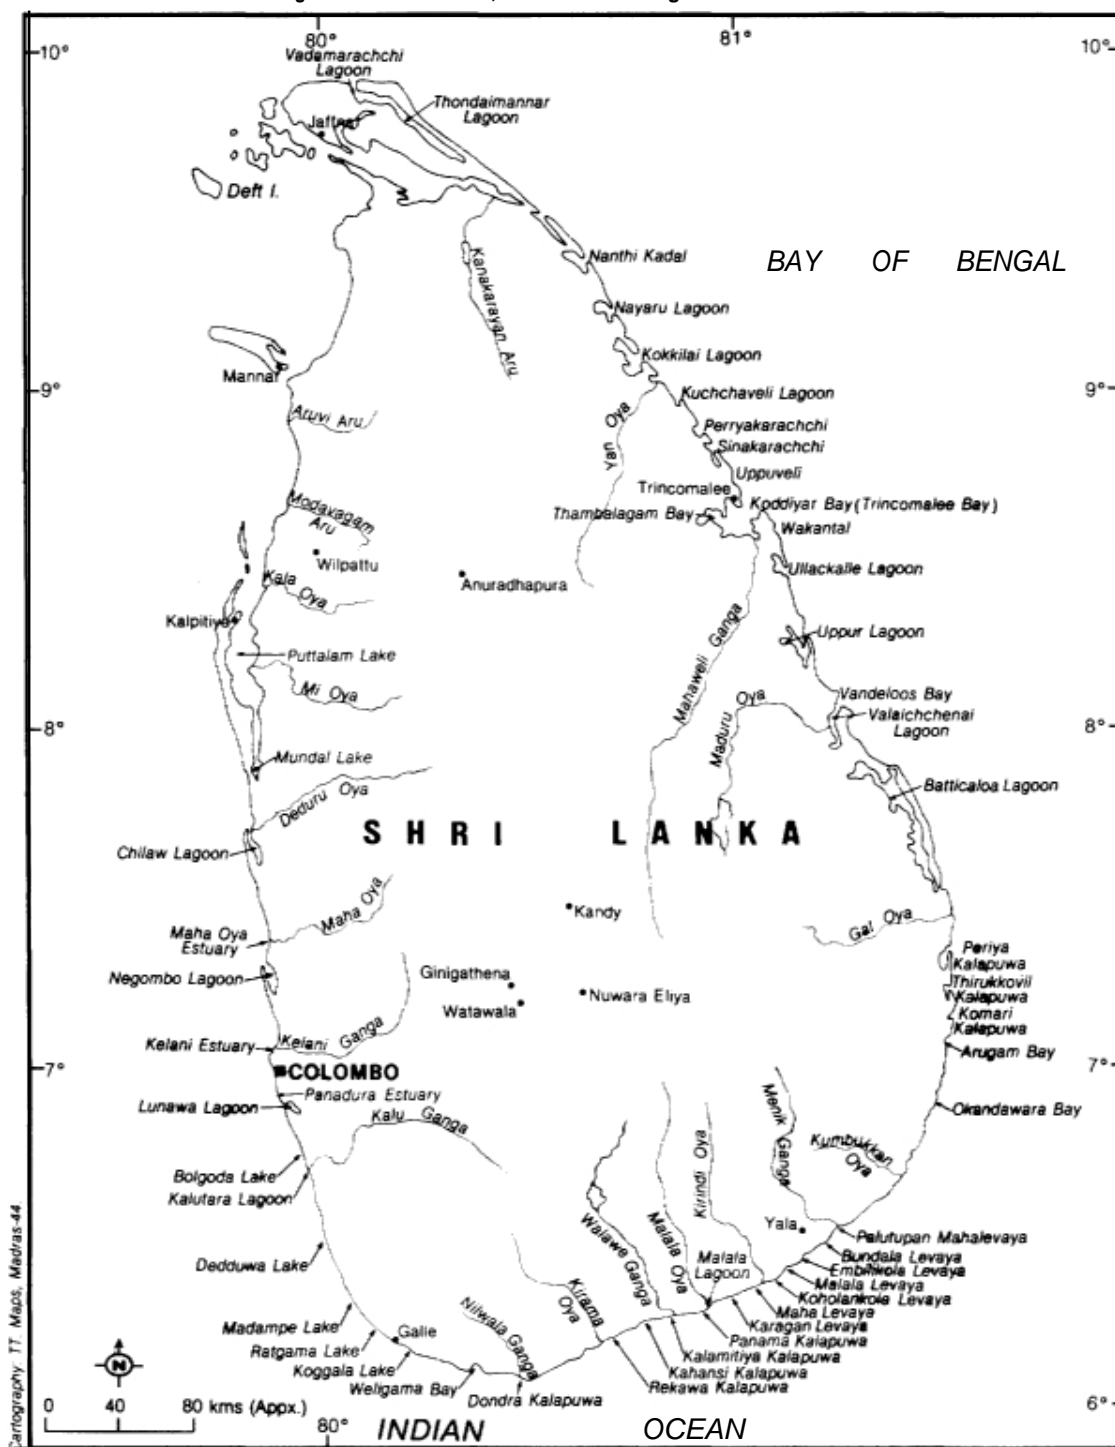 80°
81°
10°
10°
Vadamarachchi
Lagoon
Thondaimannar
Lagoon
Jaffna
Deft I.
Nanthi Kadal
BAY OF BENGAL
Kanakarayan Aru
Nayaru Lagoon
Kokkilai Lagoon
Mannar
9°
9°
Kuchchaveli Lagoon
Aruvi Aru
Yan Oya
Perryakarachchi
Sinakarachchi
Uppuveli
Trincomalee
Modavagam
Aru
Koddiyar Bay (Trincomalee Bay)
Thambalagam Bay
Wakantal
Wilpattu
Ullackalle Lagoon
Kala
Oya
Anuradhapura
Kalpitiya
Mahaweli Ganga
Uppur Lagoon
Puttalam Lake
Mi Oya
Maduru Oya
Vandeloos Bay
Valaichchenai
Lagoon
8°
8°
Mundal Lake
Deduru Oya
Batticaloa Lagoon
SHRI LANKA
Chilaw Lagoon
Maha Oya
Kandy
Gal Oya
Maha Oya
Estuary
Periya
Kalapuwa
Negombo Lagoon
Ginigathena
Thirukkovil
Kalapuwa
Nuwara Eliya
Watawala
Komari
Kalapuwa
Kelani Estuary
Kelani Ganga
Arugam Bay
7°
7°
COLOMBO
Panadura Estuary
Lunawa Lagoon
Kalu Ganga
Menik Ganga
Okandawara Bay
Kumbukkan
Oya
Kirindi Oya
Bolgoda Lake
Kalutara Lagoon
Walawe Ganga
Malala Oya
Yala
Palutupan Mahalevaya
Malala
Lagoon
Bundala Levaya
Dedduwa Lake
Embilikola Levaya
Malala Levaya
Koholankola Levaya
Kirama
Oya
Maha Levaya
Nilwala Ganga
Madampe Lake
Karagan Levaya
Galle
Panama Kalapuwa
Ratgama Lake
Kalamitiya Kalapuwa
Koggala Lake
Kahansi Kalapuwa
Weligama Bay
Rekawa Kalapuwa
Dondra Kalapuwa
N
0 40 80 kms (Appx.)
6°
80°
INDIAN OCEAN
Cartography: TT. Maps, Madras-44.